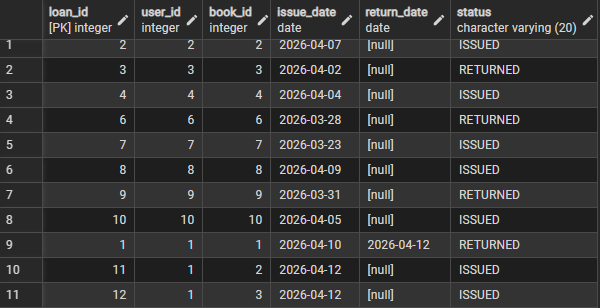 loan_id user_id book_id issue_date return_date status
[PK] integer integer integer date date character varying (20)
1 2 2 2 2026-04-07 [null] ISSUED
2 3 3 3 2026-04-02 [null] RETURNED
3 4 4 4 2026-04-04 [null] ISSUED
4 6 6 6 2026-03-28 [null] RETURNED
5 7 7 7 2026-03-23 [null] ISSUED
6 8 8 8 2026-04-09 [null] ISSUED
7 9 9 9 2026-03-31 [null] RETURNED
8 10 10 10 2026-04-05 [null] ISSUED
9 1 1 1 2026-04-10 2026-04-12 RETURNED
10 11 1 2 2026-04-12 [null] ISSUED
11 12 1 3 2026-04-12 [null] ISSUED